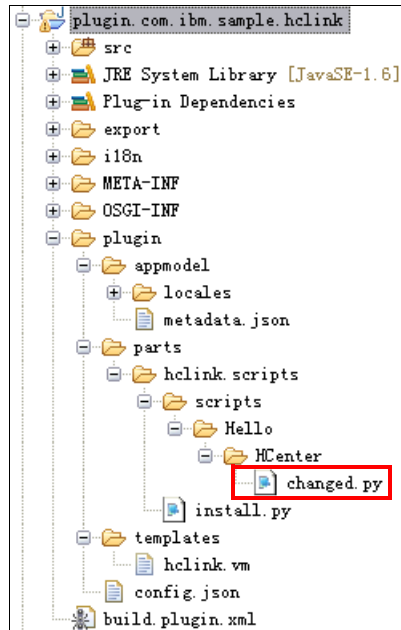 plugin.com.ibm.sample.hclink
src
JRE System Library [JavaSE-1.6]
Plug-in Dependencies
export
i18n
META-INF
OSGI-INF
plugin
appmodel
locales
metadata.json
parts
hclink.scripts
scripts
Hello
HCenter
changed.py
install.py
templates
hclink.vm
config.json
build.plugin.xml